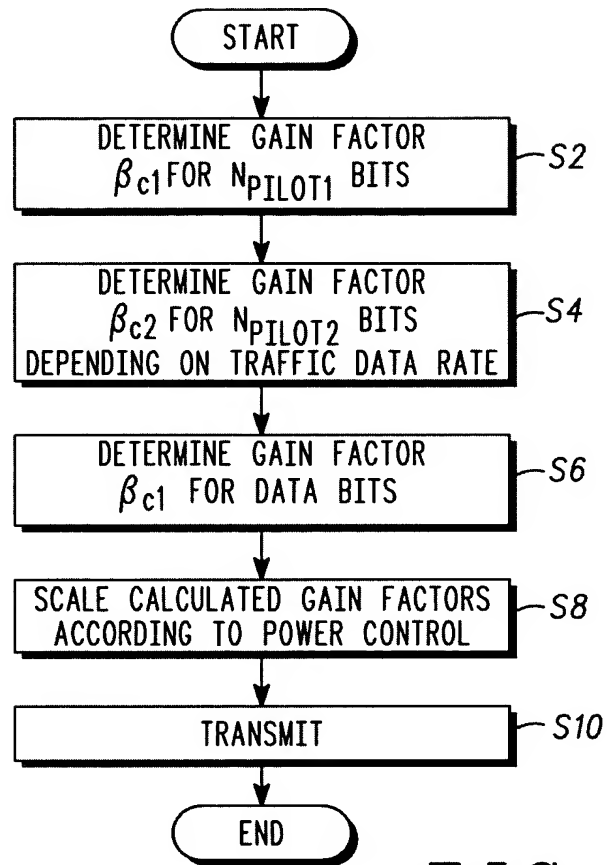 START
DETERMINE GAIN FACTOR
βc1 FOR NPILOT1 BITS
S2
DETERMINE GAIN FACTOR
βc2 FOR NPILOT2 BITS
DEPENDING ON TRAFFIC DATA RATE
S4
DETERMINE GAIN FACTOR
βc1 FOR DATA BITS
S6
SCALE CALCULATED GAIN FACTORS
ACCORDING TO POWER CONTROL
S8
TRANSMIT
S10
END